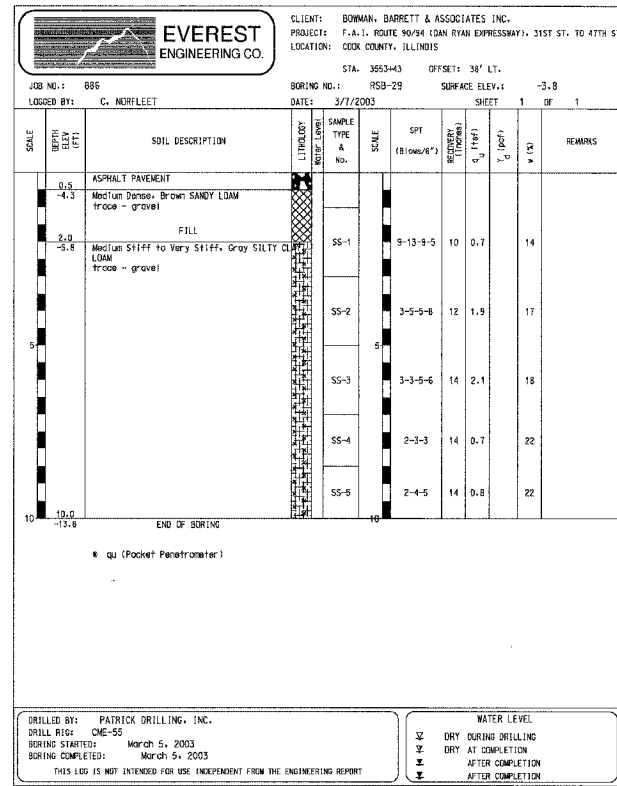 EVEREST
ENGINEERING CO.
CLIENT: BOWMAN, BARRETT & ASSOCIATES INC.
PROJECT: F.A.I. ROUTE 90/94 (DAN RYAN EXPRESSWAY), 31ST ST. TO 47TH S
LOCATION: COOK COUNTY, ILLINOIS
STA. 3553+43 OFFSET: 38' LT.
JOB NO.: 886 BORING NO.: RSB-29 SURFACE ELEV.: -3.8
LOGGED BY: C. NORFLEET DATE: 3/7/2003 SHEET 1 OF 1
SCALE DEPTH ELEV (FT) SOIL DESCRIPTION LITHOLOGY Water Level SAMPLE TYPE & No. SCALE SPT (Blows/6") RECOVERY (Inches) qu (tsf) Yd (pcf) w (%) REMARKS
ASPHALT PAVEMENT
0.5
-4.3 Medium Dense, Brown SANDY LOAM
trace - gravel
FILL
2.0
-5.8 Medium Stiff to Very Stiff, Gray SILTY CL
LOAM
trace - gravel
SS-1 9-13-9-5 10 0.7 14
SS-2 3-5-5-8 12 1.9 17
5 5
SS-3 3-3-5-6 14 2.1 18
SS-4 2-3-3 14 0.7 22
SS-5 2-4-5 14 0.8 22
10 10.0 10
-13.8 END OF BORING
* qu (Pocket Penetrometer)
DRILLED BY: PATRICK DRILLING, INC.
DRILL RIG: CME-55
BORING STARTED: March 5, 2003
BORING COMPLETED: March 5, 2003
THIS LOG IS NOT INTENDED FOR USE INDEPENDENT FROM THE ENGINEERING REPORT
WATER LEVEL
DRY DURING DRILLING
DRY AT COMPLETION
AFTER COMPLETION
AFTER COMPLETION